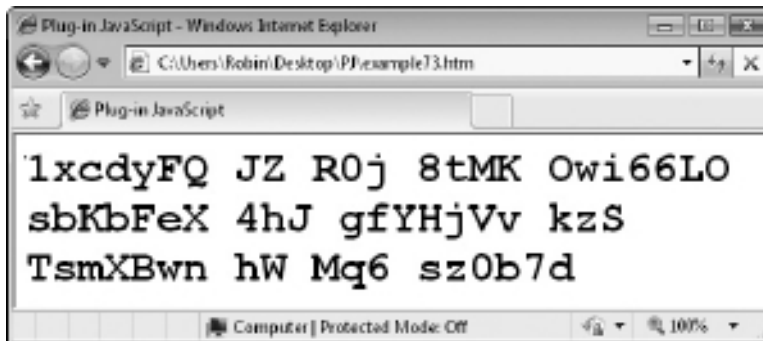 Plug-in JavaScript - Windows Internet Explorer
C:\Users\Robin\Desktop\PJ\example73.htm
Plug-in JavaScript
1xcdyFQ JZ R0j 8tMK Owi66LO
sbKbFeX 4hJ gfYHjVv kzS
TsmXBwn hW Mq6 sz0b7d
Computer | Protected Mode: Off
100%